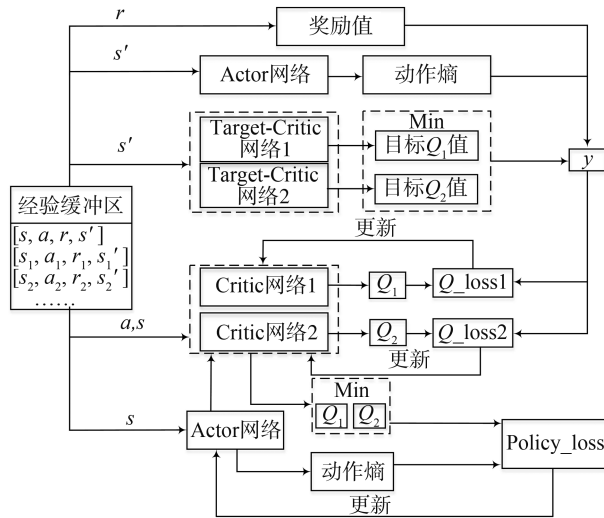 r
奖励值
s′
Actor网络
动作熵
Min
Target-Critic
网络1
目标Q₁值
s′
y
Target-Critic
网络2
目标Q₂值
经验缓冲区
[s, a, r, s′]
[s₁, a₁, r₁, s₁′]
[s₂, a₂, r₂, s₂′]
……
更新
Critic网络1
Q₁
Q_loss1
a,s
Critic网络2
Q₂
Q_loss2
更新
Min
Q₁ Q₂
s
Actor网络
Policy_loss
动作熵
更新